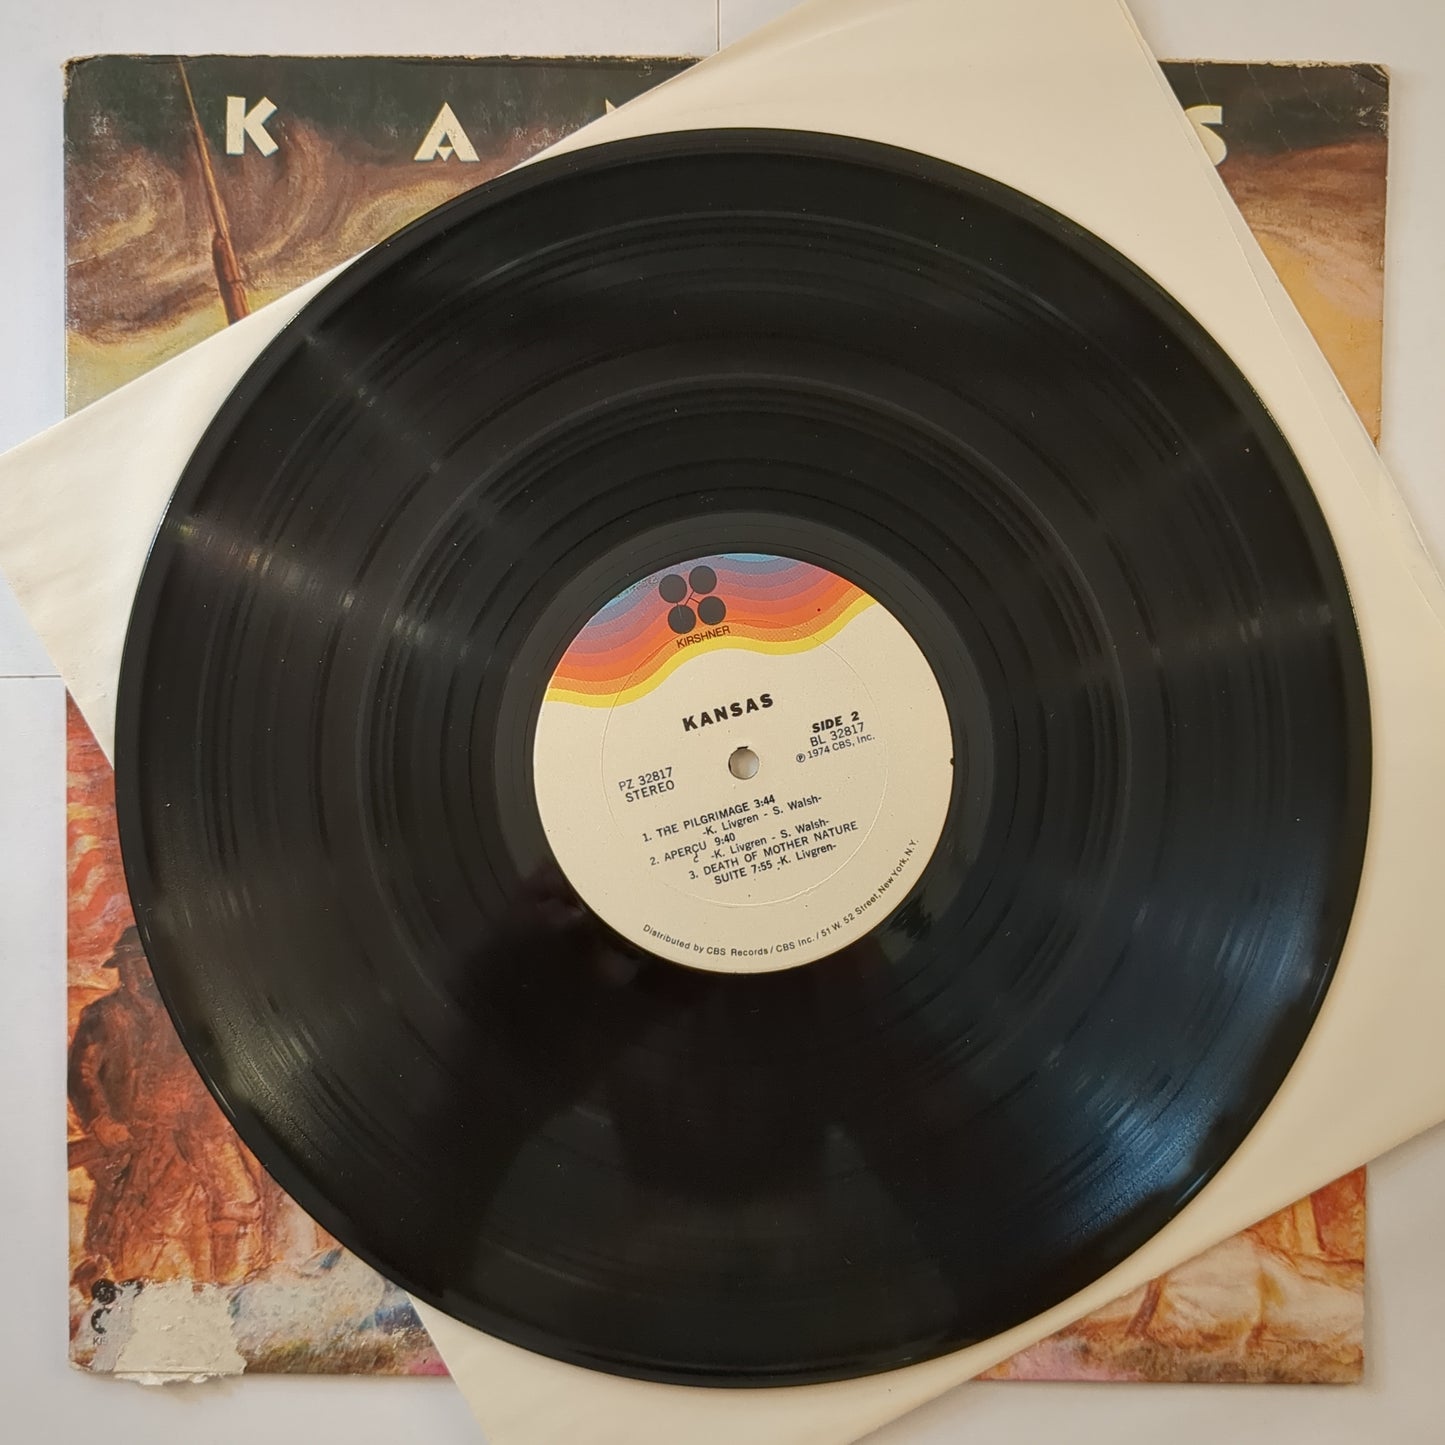 K A S
KIRSHNER
KANSAS
SIDE 2
BL 32817
℗ 1974 CBS, Inc.
PZ 32817
STEREO
1. THE PILGRIMAGE 3:44
-K. Livgren - S. Walsh-
2. APERÇU 9:40
-K. Livgren - S. Walsh-
3. DEATH OF MOTHER NATURE
SUITE 7:55 -K. Livgren-
Distributed by CBS Records / CBS Inc. / 51 W. 52 Street, New York, N.Y.